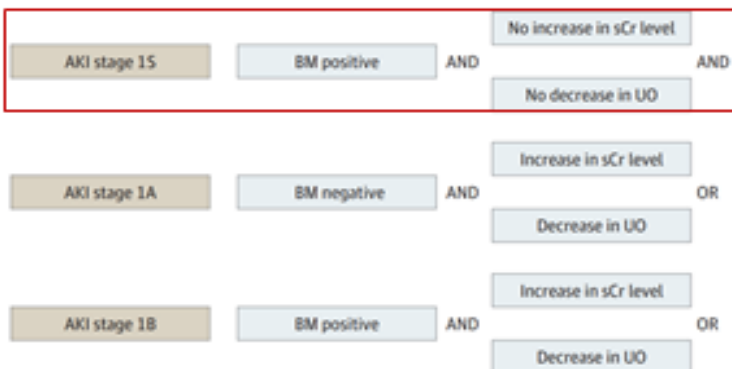 No increase in sCr level
AKI stage 1S BM positive AND AND
No decrease in UO
Increase in sCr level
AKI stage 1A BM negative AND OR
Decrease in UO
Increase in sCr level
AKI stage 1B BM positive AND OR
Decrease in UO